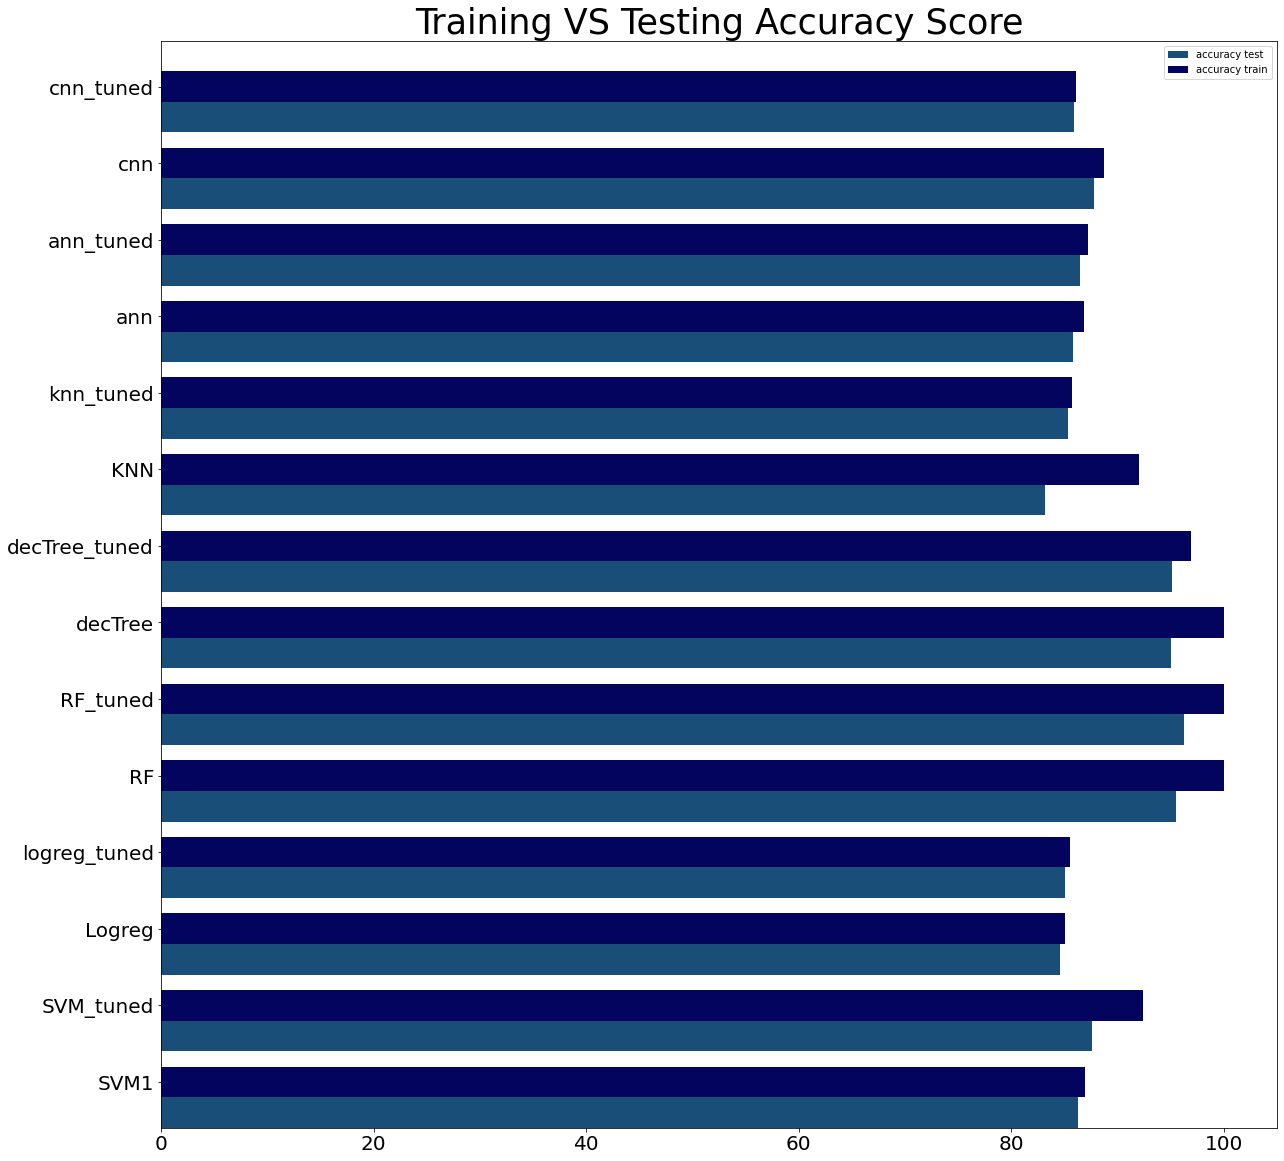 Training VS Testing Accuracy Score
accuracy test
accuracy train
cnn_tuned
cnn
ann_tuned
ann
knn_tuned
KNN
decTree_tuned
decTree
RF_tuned
RF
logreg_tuned
Logreg
SVM_tuned
SVM1
0 20 40 60 80 100